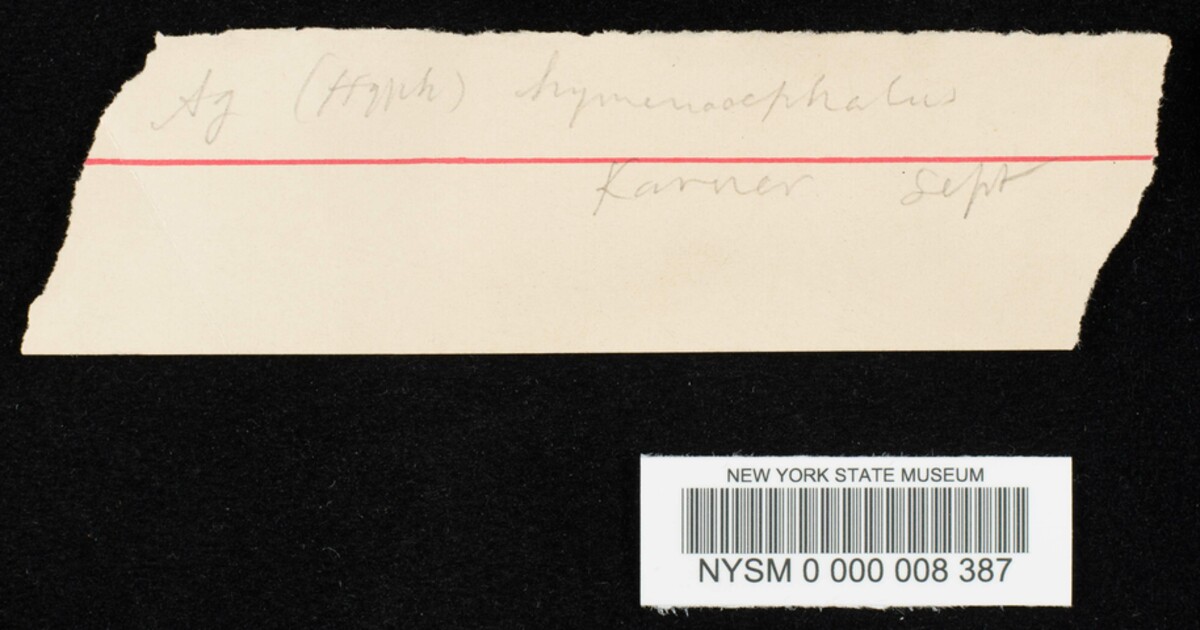 Ag (Hyph) hymenocephalus
Karner Sept
NEW YORK STATE MUSEUM
NYSM 0 000 008 387